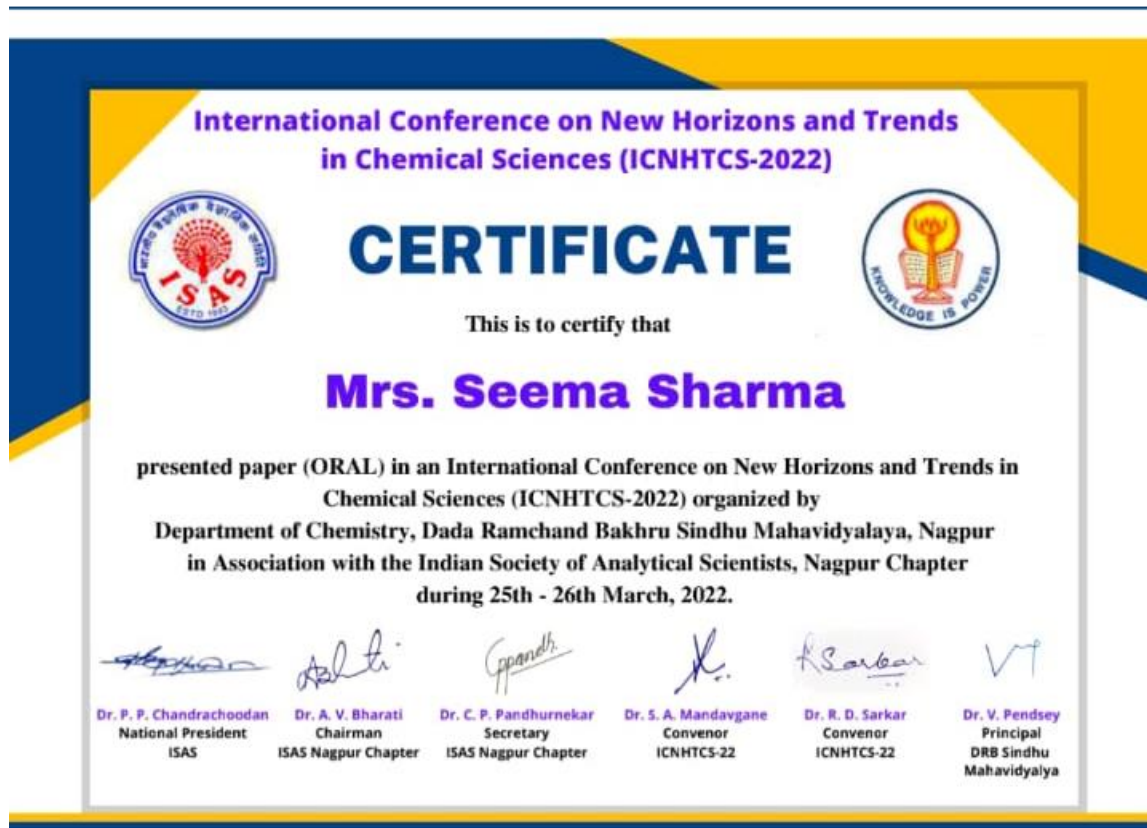 International Conference on New Horizons and Trends
in Chemical Sciences (ICNHTCS-2022)
ISAS
ESTD 1983
CERTIFICATE
KNOWLEDGE IS POWER
This is to certify that
Mrs. Seema Sharma
presented paper (ORAL) in an International Conference on New Horizons and Trends in
Chemical Sciences (ICNHTCS-2022) organized by
Department of Chemistry, Dada Ramchand Bakhru Sindhu Mahavidyalaya, Nagpur
in Association with the Indian Society of Analytical Scientists, Nagpur Chapter
during 25th - 26th March, 2022.
RSarkar
Dr. P. P. Chandrachoodan
National President
ISAS
Dr. A. V. Bharati
Chairman
ISAS Nagpur Chapter
Dr. C. P. Pandhurnekar
Secretary
ISAS Nagpur Chapter
Dr. S. A. Mandavgane
Convenor
ICNHTCS-22
Dr. R. D. Sarkar
Convenor
ICNHTCS-22
Dr. V. Pendsey
Principal
DRB Sindhu
Mahavidyalya